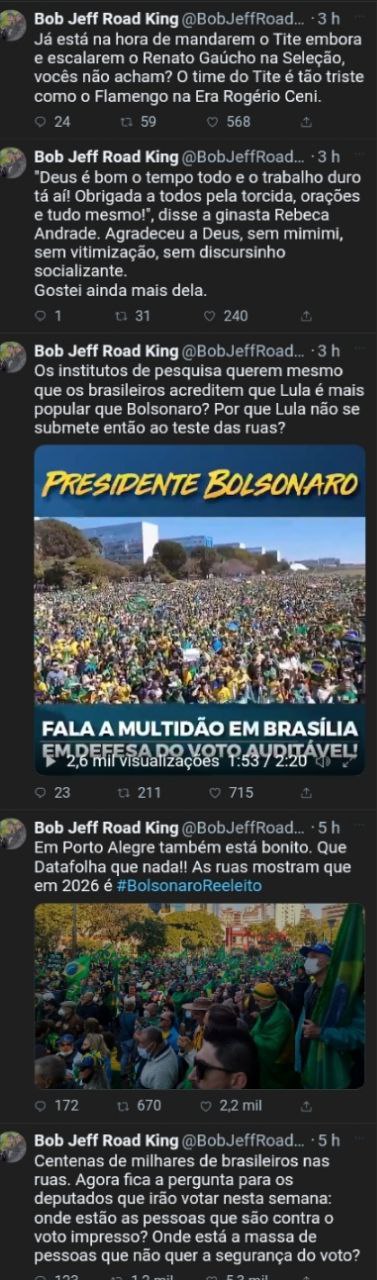 Bob Jeff Road King @BobJeffRoad... · 3 h
Já está na hora de mandarem o Tite embora
e escalarem o Renato Gaúcho na Seleção,
vocês não acham? O time do Tite é tão triste
como o Flamengo na Era Rogério Ceni.
24 59 568
Bob Jeff Road King @BobJeffRoad... · 3 h
"Deus é bom o tempo todo e o trabalho duro
tá aí! Obrigada a todos pela torcida, orações
e tudo mesmo!", disse a ginasta Rebeca
Andrade. Agradeceu a Deus, sem mimimi,
sem vitimização, sem discursinho
socializante.
Gostei ainda mais dela.
1 31 240
Bob Jeff Road King @BobJeffRoad... · 3 h
Os institutos de pesquisa querem mesmo
que os brasileiros acreditem que Lula é mais
popular que Bolsonaro? Por que Lula não se
submete então ao teste das ruas?
PRESIDENTE BOLSONARO
FALA A MULTIDÃO EM BRASÍLIA
EM DEFESA DO VOTO AUDITÁVEL!
2,6 mil visualizações 1:53 / 2:20
23 211 715
Bob Jeff Road King @BobJeffRoad... · 5 h
Em Porto Alegre também está bonito. Que
Datafolha que nada!! As ruas mostram que
em 2026 é #BolsonaroReeleito
172 670 2,2 mil
Bob Jeff Road King @BobJeffRoad... · 5 h
Centenas de milhares de brasileiros nas
ruas. Agora fica a pergunta para os
deputados que irão votar nesta semana:
onde estão as pessoas que são contra o
voto impresso? Onde está a massa de
pessoas que não quer a segurança do voto?
123 1,2 mil 5,3 mil